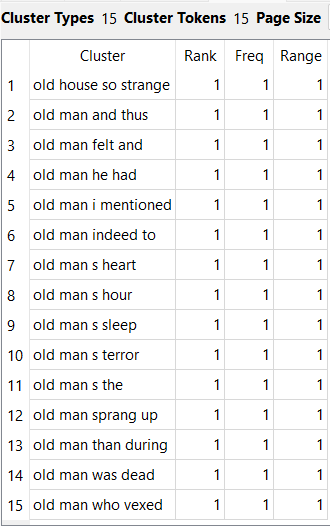 Cluster Types 15 Cluster Tokens 15 Page Size
Cluster Rank Freq Range
1 old house so strange 1 1 1
2 old man and thus 1 1 1
3 old man felt and 1 1 1
4 old man he had 1 1 1
5 old man i mentioned 1 1 1
6 old man indeed to 1 1 1
7 old man s heart 1 1 1
8 old man s hour 1 1 1
9 old man s sleep 1 1 1
10 old man s terror 1 1 1
11 old man s the 1 1 1
12 old man sprang up 1 1 1
13 old man than during 1 1 1
14 old man was dead 1 1 1
15 old man who vexed 1 1 1